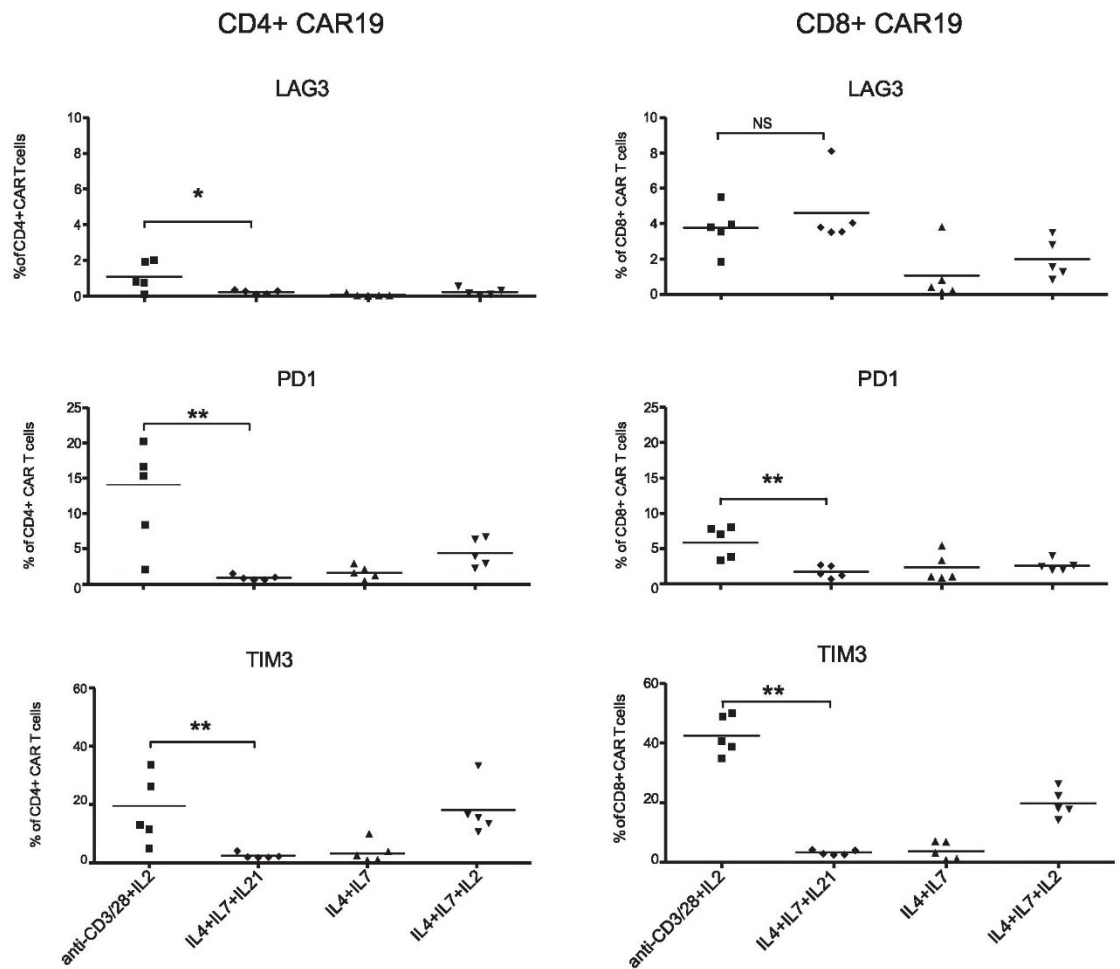 CD4+ CAR19
CD8+ CAR19
LAG3
LAG3
%ofCD4+CARTcells
10
8
6
4
2
0
*
% of CD8+ CAR T cells
10
8
6
4
2
0
NS
PD1
PD1
% of CD4+ CAR T cells
25
20
15
10
5
0
**
% of CD8+ CAR T cells
25
20
15
10
5
0
**
TIM3
TIM3
% of CD4+ CAR T cells
60
40
20
0
**
% of CD8+ CAR T cells
60
40
20
0
**
anti-CD3/28+IL2
IL4+IL7+IL21
IL4+IL7
IL4+IL7+IL2
anti-CD3/28+IL2
IL4+IL7+IL21
IL4+IL7
IL4+IL7+IL2